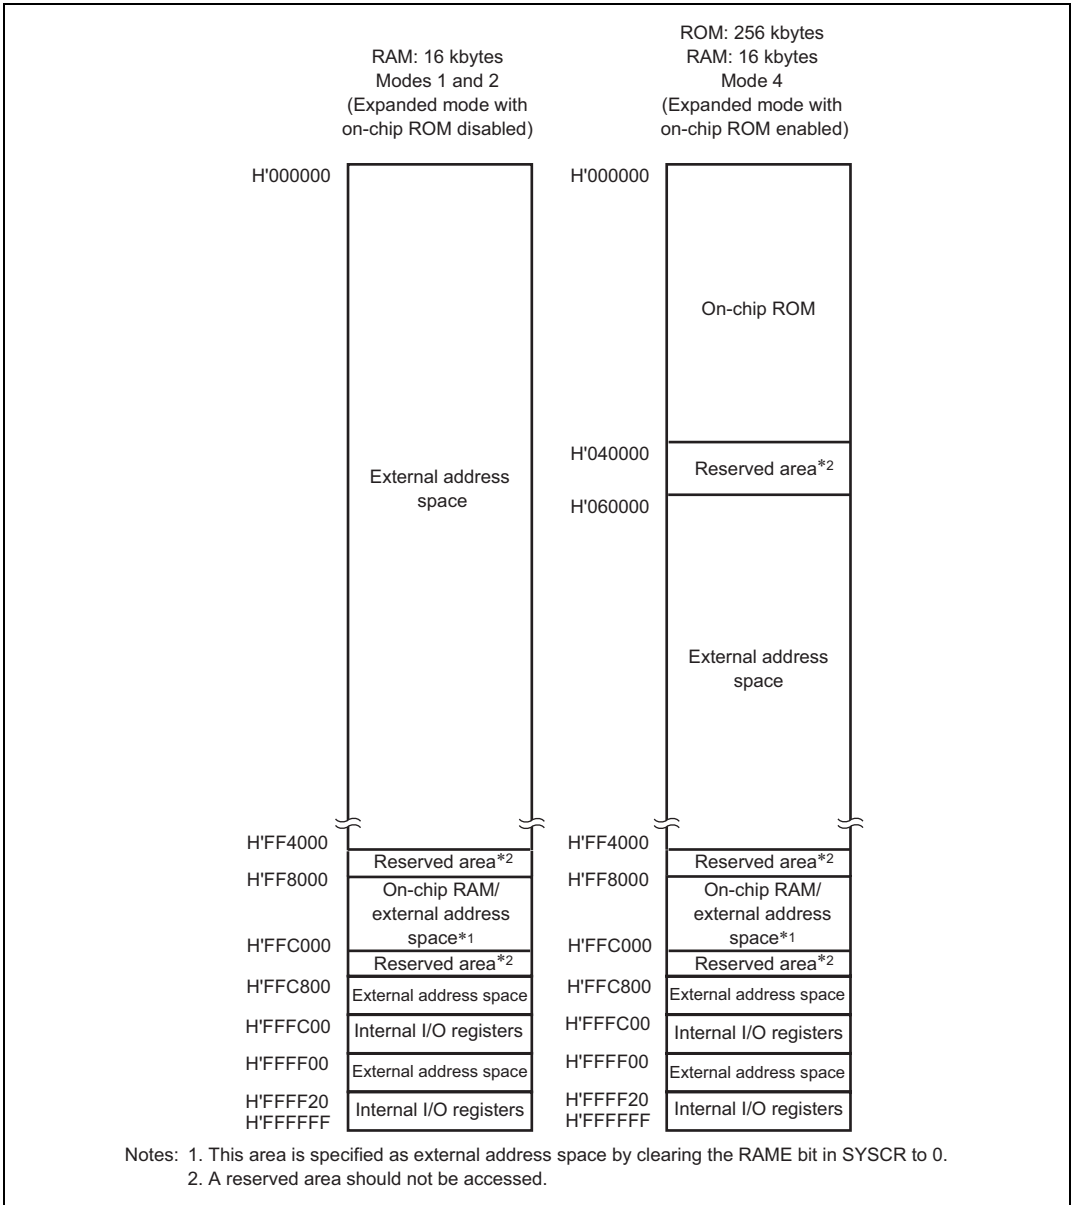 RAM: 16 kbytes
Modes 1 and 2
(Expanded mode with
on-chip ROM disabled)
ROM: 256 kbytes
RAM: 16 kbytes
Mode 4
(Expanded mode with
on-chip ROM enabled)
H'000000
External address
space
H'FF4000
Reserved area*2
H'FF8000
On-chip RAM/
external address
space*1
H'FFC000
Reserved area*2
H'FFC800
External address space
H'FFFC00
Internal I/O registers
H'FFFF00
External address space
H'FFFF20
Internal I/O registers
H'FFFFFF
H'000000
On-chip ROM
H'040000
Reserved area*2
H'060000
External address
space
H'FF4000
Reserved area*2
H'FF8000
On-chip RAM/
external address
space*1
H'FFC000
Reserved area*2
H'FFC800
External address space
H'FFFC00
Internal I/O registers
H'FFFF00
External address space
H'FFFF20
Internal I/O registers
H'FFFFFF
Notes: 1. This area is specified as external address space by clearing the RAME bit in SYSCR to 0.
2. A reserved area should not be accessed.